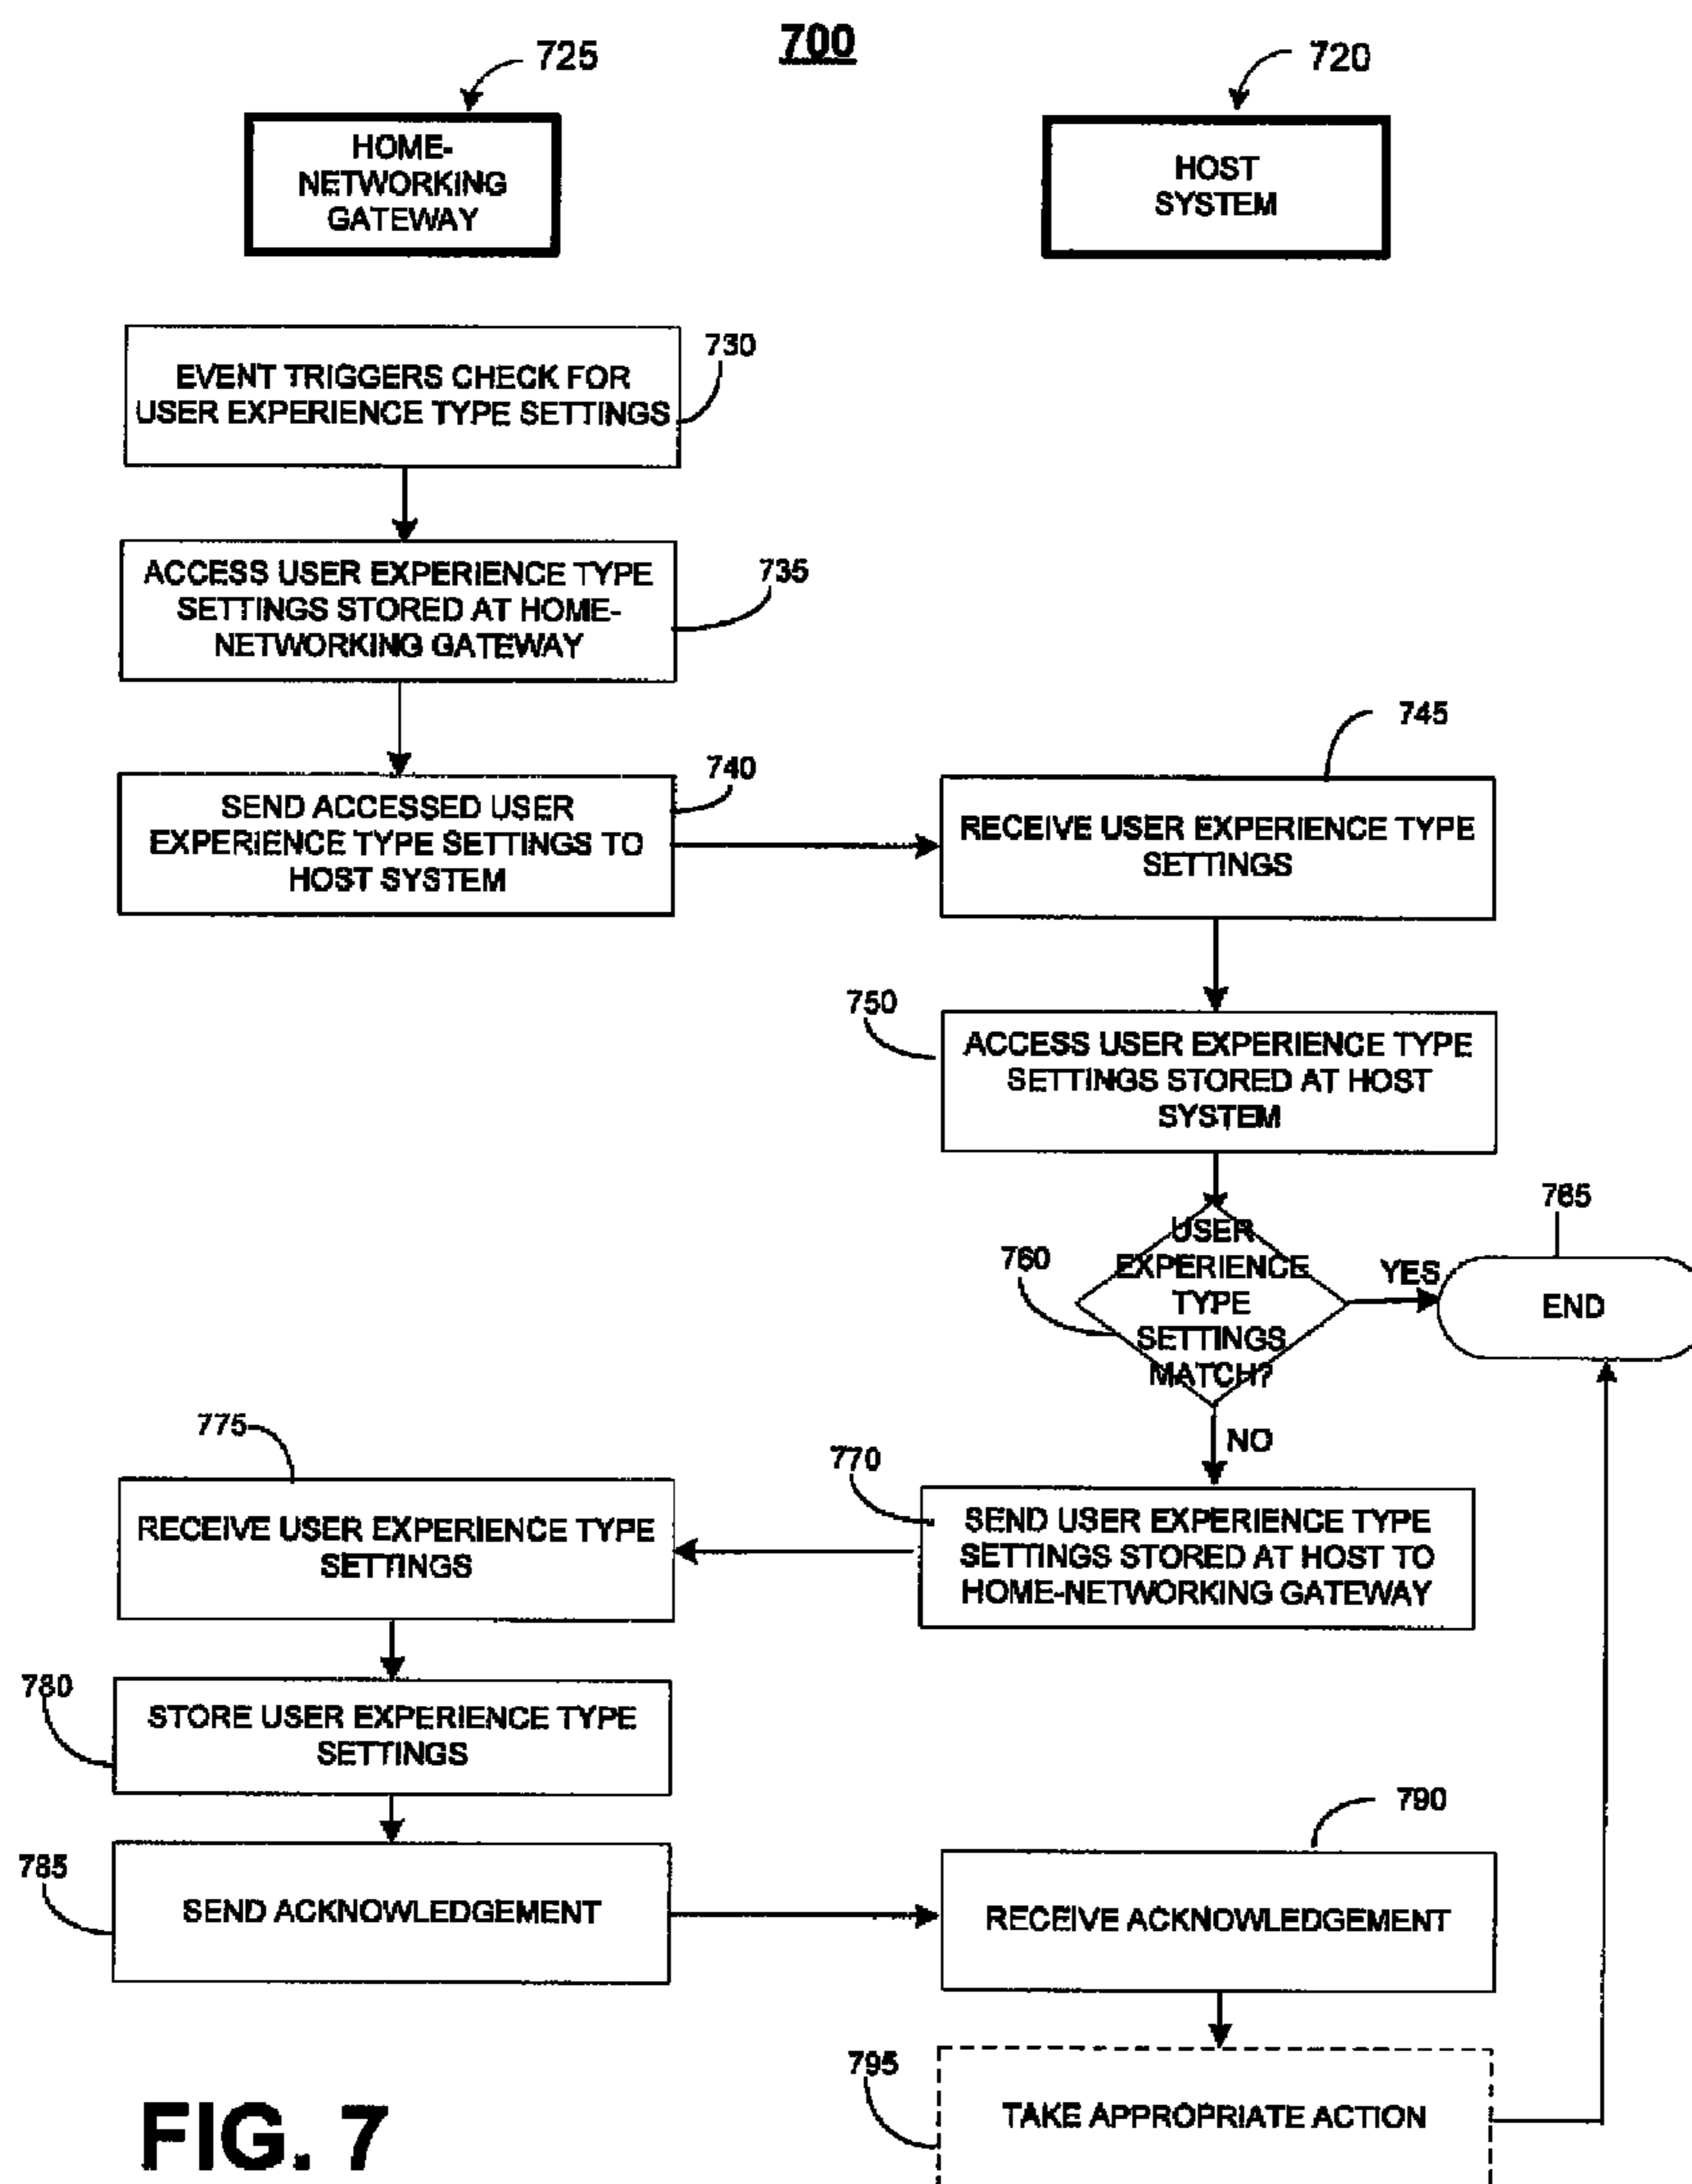 700
725
720
HOME-
NETWORKING
GATEWAY
HOST
SYSTEM
730
EVENT TRIGGERS CHECK FOR
USER EXPERIENCE TYPE SETTINGS
735
ACCESS USER EXPERIENCE TYPE
SETTINGS STORED AT HOME-
NETWORKING GATEWAY
740
SEND ACCESSED USER
EXPERIENCE TYPE SETTINGS TO
HOST SYSTEM
745
RECEIVE USER EXPERIENCE TYPE
SETTINGS
750
ACCESS USER EXPERIENCE TYPE
SETTINGS STORED AT HOST
SYSTEM
760
USER
EXPERIENCE
TYPE
SETTINGS
MATCH?
YES
765
END
NO
770
SEND USER EXPERIENCE TYPE
SETTINGS STORED AT HOST TO
HOME-NETWORKING GATEWAY
775
RECEIVE USER EXPERIENCE TYPE
SETTINGS
780
STORE USER EXPERIENCE TYPE
SETTINGS
785
SEND ACKNOWLEDGEMENT
790
RECEIVE ACKNOWLEDGEMENT
795
TAKE APPROPRIATE ACTION
FIG. 7